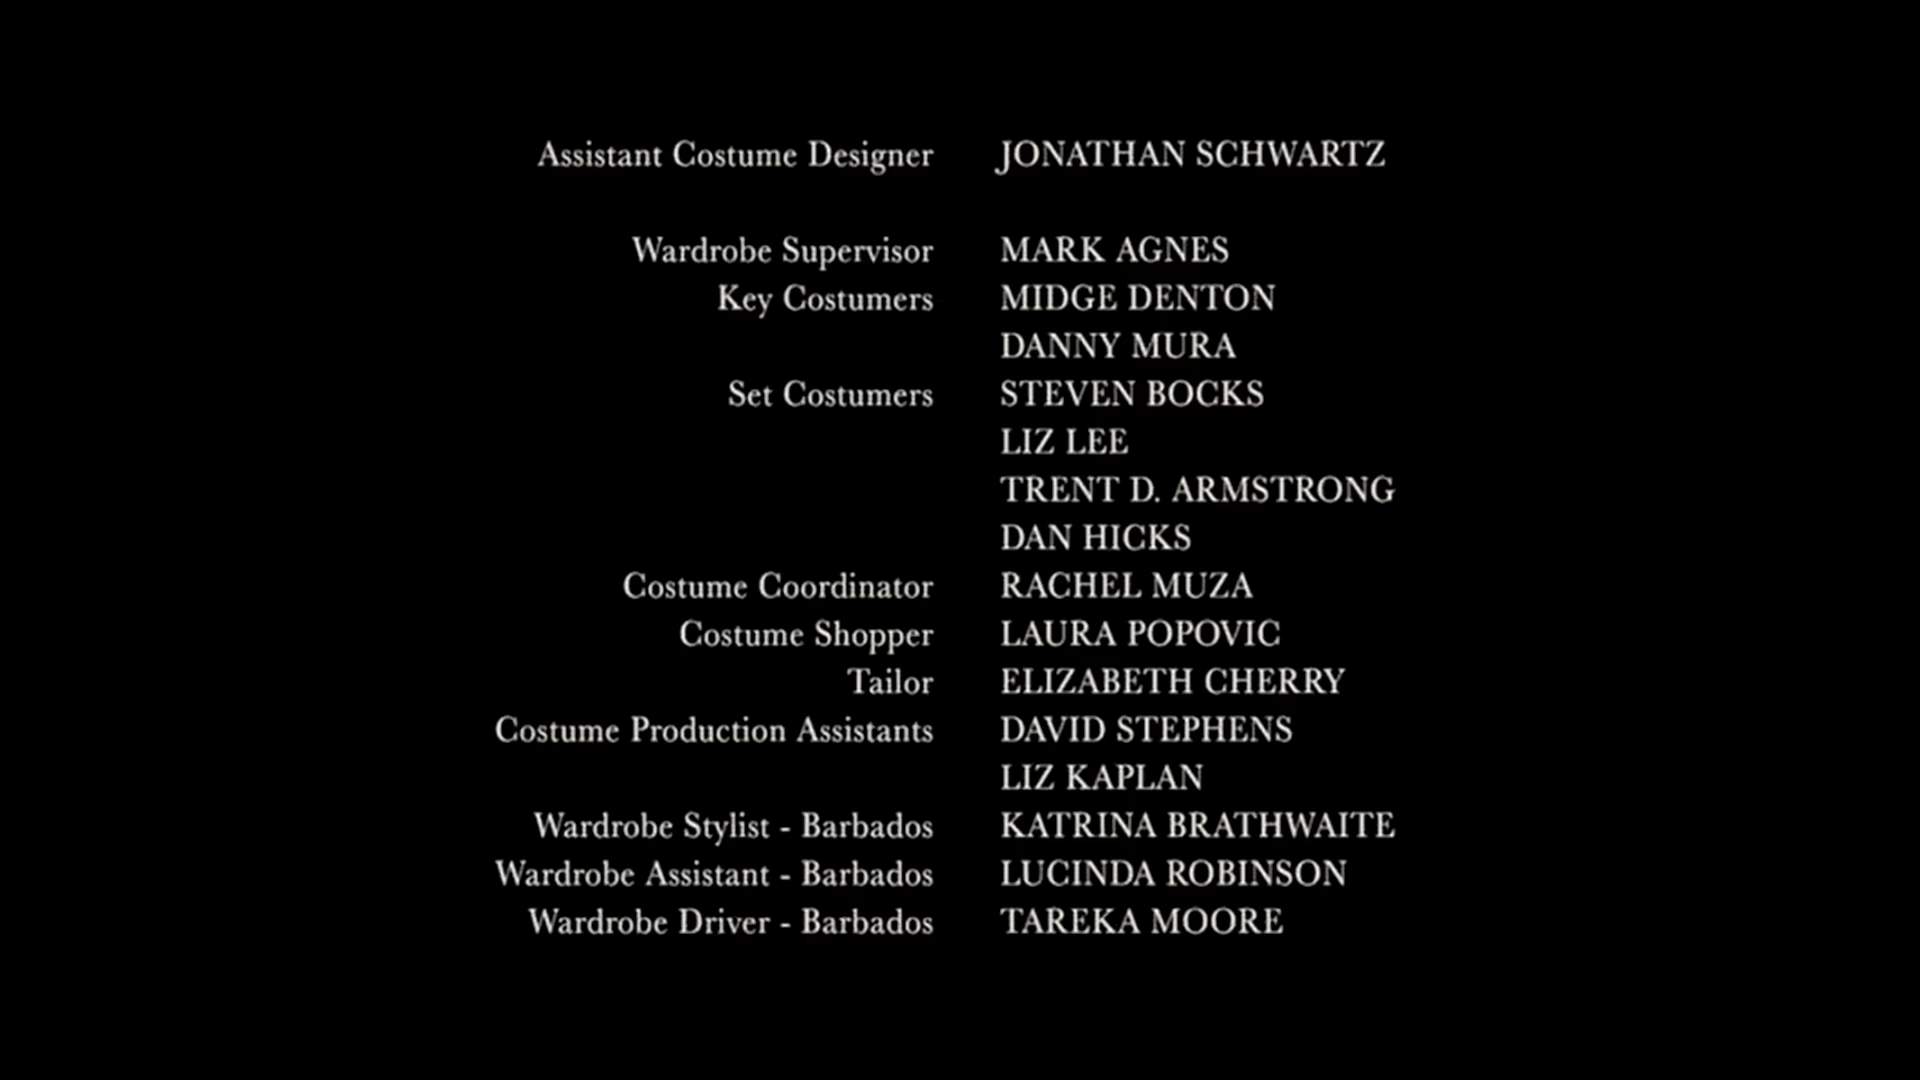 Assistant Costume Designer JONATHAN SCHWARTZ
Wardrobe Supervisor MARK AGNES
Key Costumers MIDGE DENTON
DANNY MURA
Set Costumers STEVEN BOCKS
LIZ LEE
TRENT D. ARMSTRONG
DAN HICKS
Costume Coordinator RACHEL MUZA
Costume Shopper LAURA POPOVIC
Tailor ELIZABETH CHERRY
Costume Production Assistants DAVID STEPHENS
LIZ KAPLAN
Wardrobe Stylist - Barbados KATRINA BRATHWAITE
Wardrobe Assistant - Barbados LUCINDA ROBINSON
Wardrobe Driver - Barbados TAREKA MOORE